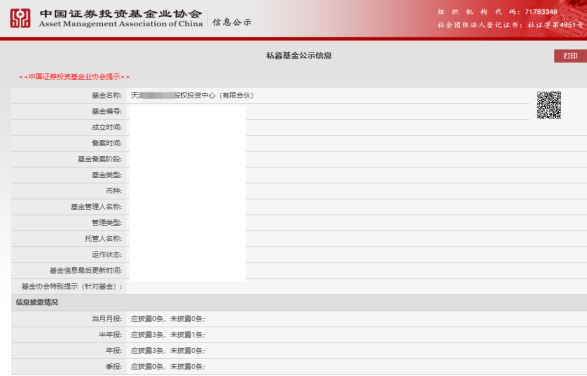 中国证券投资基金业协会 信息公示
Asset Management Association of China
组织机构代码: 71783348
社会团体法人登记证书: 社证字第4951号
私募基金公示信息
打印
<<中国证券投资基金业协会提示>>
基金名称: 天 股权投资中心（有限合伙）
基金编号:
成立时间:
备案时间:
基金备案阶段:
基金类型:
币种:
基金管理人名称:
管理类型:
托管人名称:
运作状态:
基金信息最后更新时间:
基金协会特别提示（针对基金）:
信息披露情况
当月月报: 应披露0条，未披露0条;
半年报: 应披露3条，未披露1条;
年报: 应披露3条，未披露0条;
季报: 应披露0条，未披露0条;